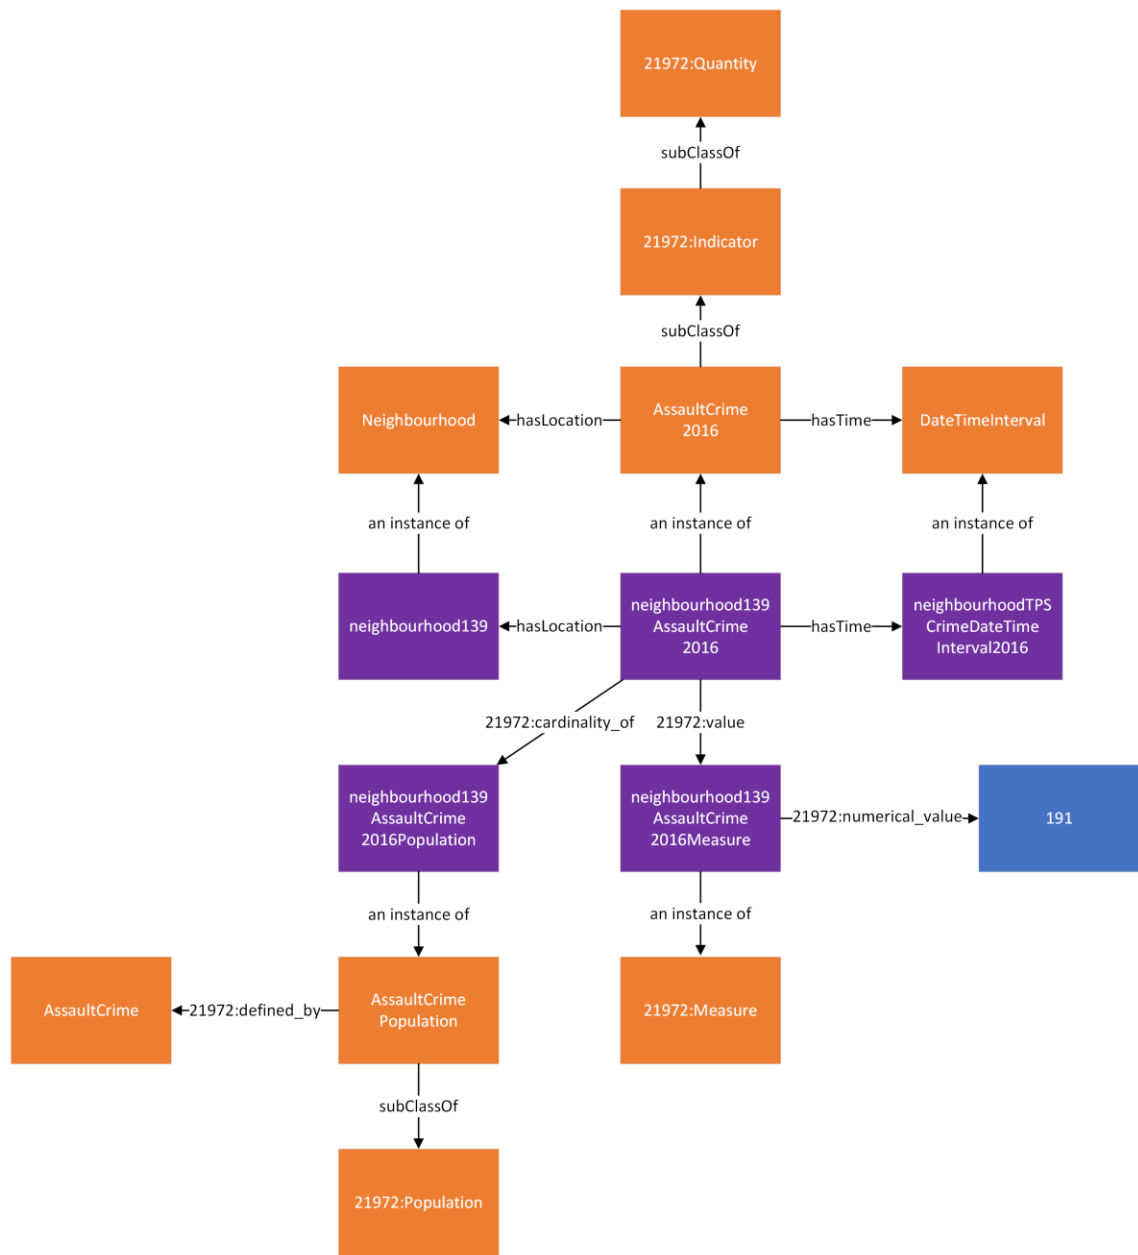 21972:Quantity
subClassOf
21972:Indicator
subClassOf
Neighbourhood
hasLocation
AssaultCrime
2016
hasTime
DateTimeInterval
an instance of
an instance of
an instance of
neighbourhood139
hasLocation
neighbourhood139
AssaultCrime
2016
hasTime
neighbourhoodTPS
CrimeDateTime
Interval2016
21972:cardinality_of
21972:value
neighbourhood139
AssaultCrime
2016Population
neighbourhood139
AssaultCrime
2016Measure
21972:numerical_value
191
an instance of
an instance of
AssaultCrime
21972:defined_by
AssaultCrime
Population
21972:Measure
subClassOf
21972:Population